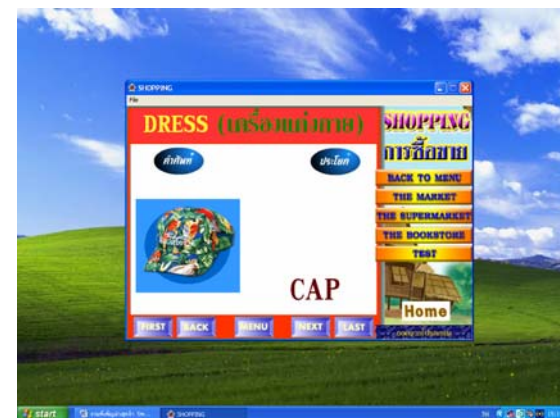 SHOPPING
File
DRESS (เครื่องแต่งกาย)
คำศัพท์
ประโยค
CAP
FIRST
BACK
MENU
NEXT
LAST
SHOPPING
การซื้อขาย
BACK TO MENU
THE MARKET
THE SUPERMARKET
THE BOOKSTORE
TEST
Home
start
SHOPPING
TH